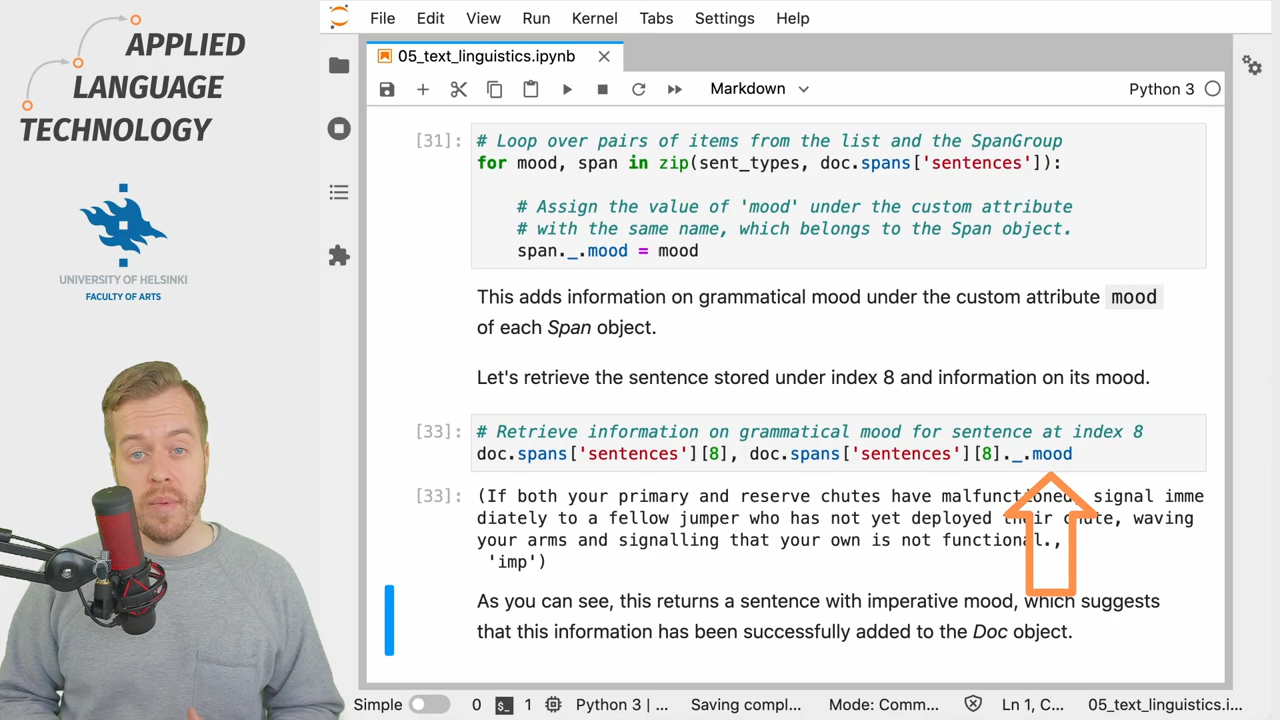 APPLIED
LANGUAGE
TECHNOLOGY
UNIVERSITY OF HELSINKI
FACULTY OF ARTS
File Edit View Run Kernel Tabs Settings Help
05_text_linguistics.ipynb
Markdown
Python 3
[31]:
# Loop over pairs of items from the list and the SpanGroup
for mood, span in zip(sent_types, doc.spans['sentences']):
# Assign the value of 'mood' under the custom attribute
# with the same name, which belongs to the Span object.
span._.mood = mood
This adds information on grammatical mood under the custom attribute mood
of each Span object.
Let's retrieve the sentence stored under index 8 and information on its mood.
[33]:
# Retrieve information on grammatical mood for sentence at index 8
doc.spans['sentences'][8], doc.spans['sentences'][8]._.mood
[33]:
(If both your primary and reserve chutes have malfunctioned, signal imme
diately to a fellow jumper who has not yet deployed their chute, waving
your arms and signalling that your own is not functional.,
'imp')
As you can see, this returns a sentence with imperative mood, which suggests
that this information has been successfully added to the Doc object.
Simple 0 $_ 1 Python 3 | ... Saving compl... Mode: Comm... Ln 1, C... 05_text_linguistics.i...